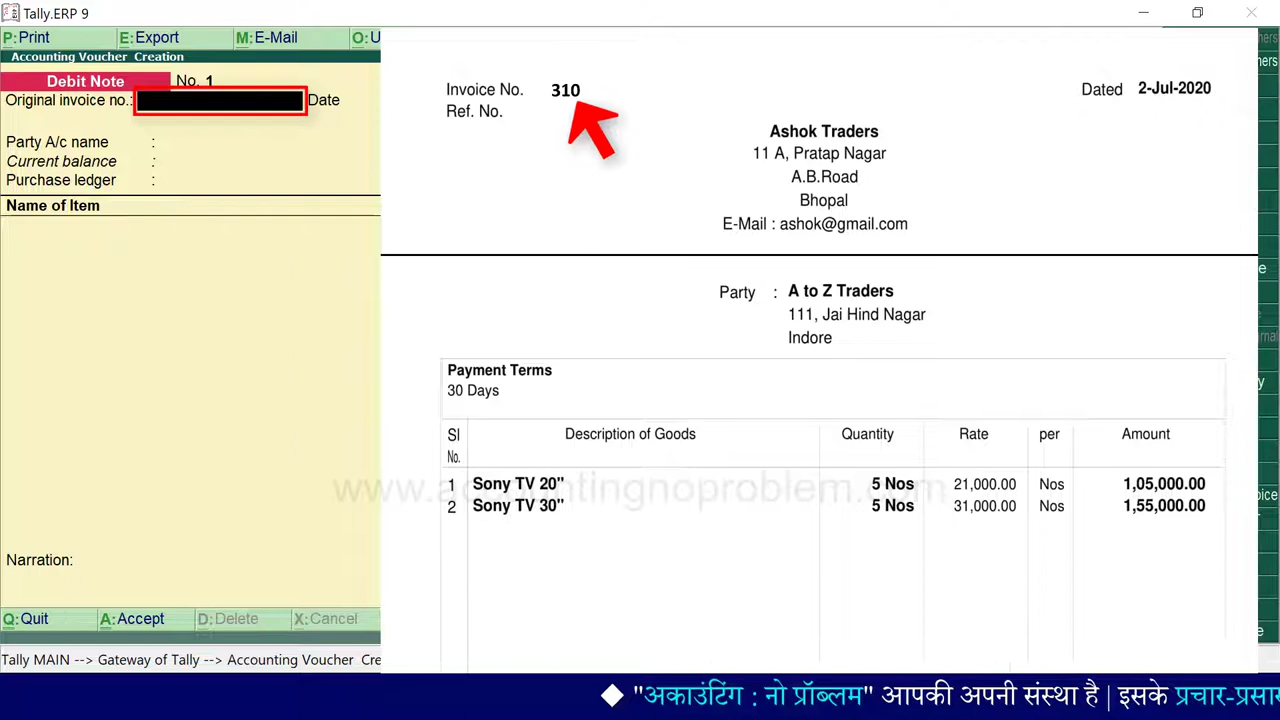 Tally.ERP 9
P: Print E: Export M: E-Mail O: U
Accounting Voucher Creation
Debit Note No. 1
Original invoice no.: Date
Party A/c name :
Current balance :
Purchase ledger :
Name of Item
Narration:
Q: Quit A: Accept D: Delete X: Cancel
Tally MAIN --> Gateway of Tally --> Accounting Voucher Cre
Invoice No. 310 Dated 2-Jul-2020
Ref. No.
Ashok Traders
11 A, Pratap Nagar
A.B.Road
Bhopal
E-Mail : ashok@gmail.com
Party : A to Z Traders
111, Jai Hind Nagar
Indore
Payment Terms
30 Days
Sl No. Description of Goods Quantity Rate per Amount
1 Sony TV 20" 5 Nos 21,000.00 Nos 1,05,000.00
2 Sony TV 30" 5 Nos 31,000.00 Nos 1,55,000.00
www.accountingnoproblem.com
"अकाउंटिंग : नो प्रॉब्लम" आपकी अपनी संस्था है | इसके प्रचार-प्रसा